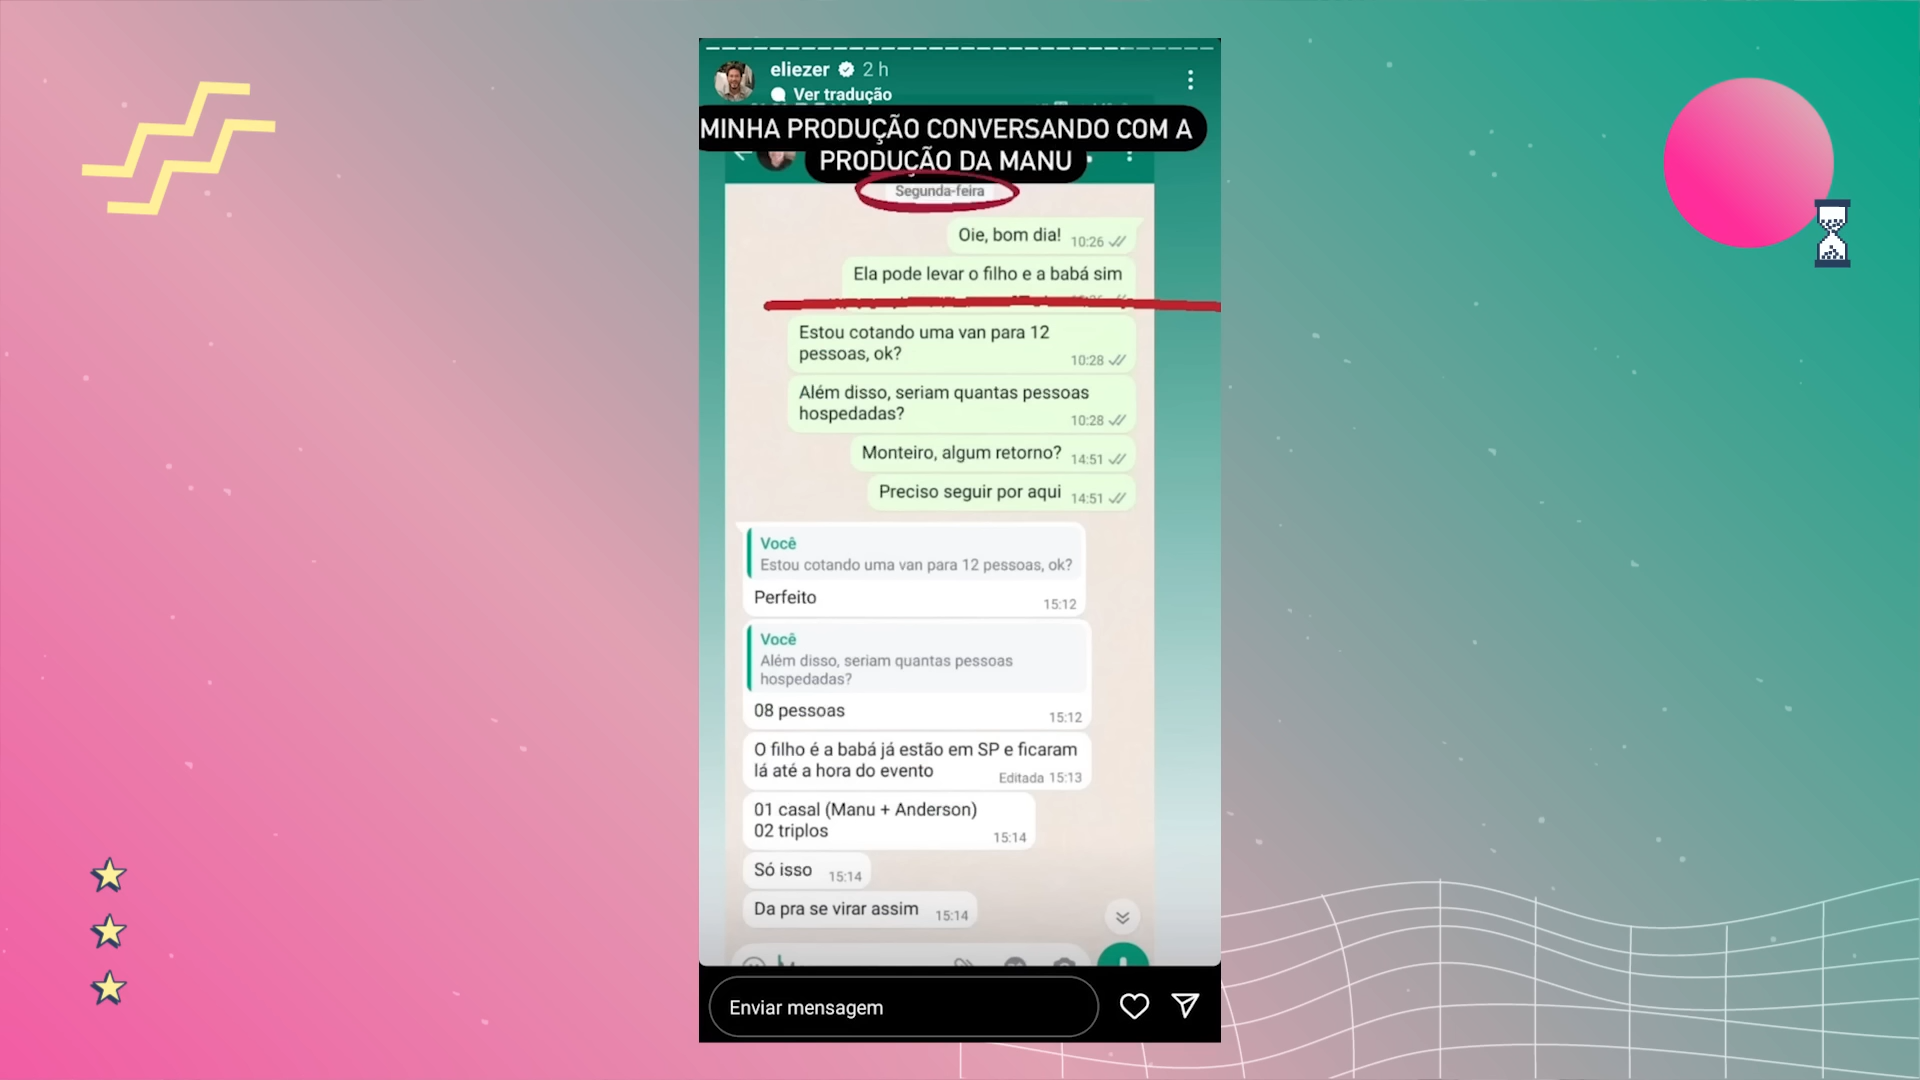 eliezer 2 h
Ver tradução
MINHA PRODUÇÃO CONVERSANDO COM A
PRODUÇÃO DA MANU
Segunda-feira
Oie, bom dia! 10:26
Ela pode levar o filho e a babá sim
Estou cotando uma van para 12
pessoas, ok? 10:28
Além disso, seriam quantas pessoas
hospedadas? 10:28
Monteiro, algum retorno? 14:51
Preciso seguir por aqui 14:51
Você
Estou cotando uma van para 12 pessoas, ok?
Perfeito 15:12
Você
Além disso, seriam quantas pessoas
hospedadas?
08 pessoas 15:12
O filho é a babá já estão em SP e ficaram
lá até a hora do evento Editada 15:13
01 casal (Manu + Anderson)
02 triplos 15:14
Só isso 15:14
Da pra se virar assim 15:14
Enviar mensagem